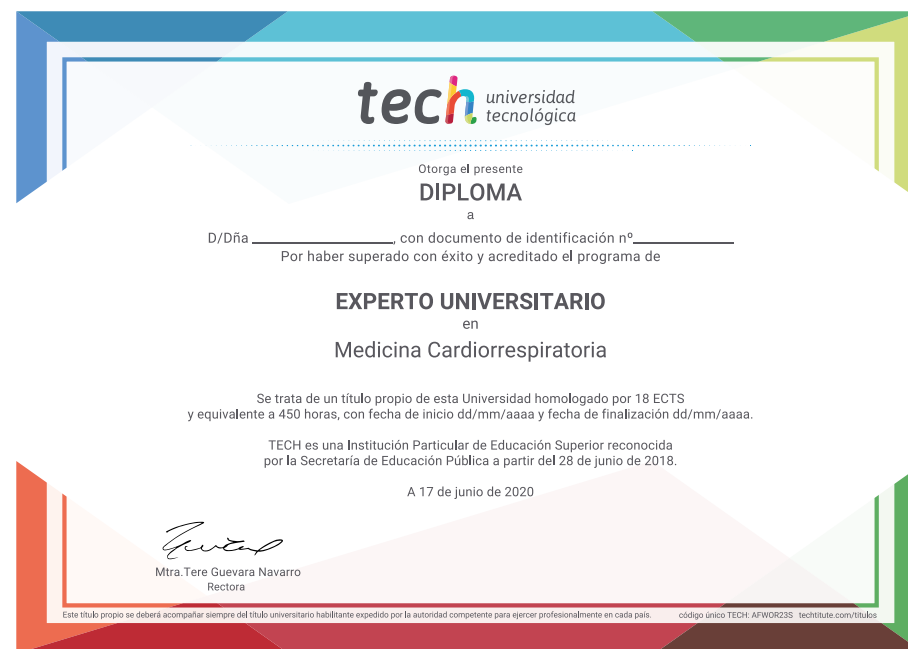 tech universidad
tecnológica
Otorga el presente
DIPLOMA
a
D/Dña , con documento de identificación nº
Por haber superado con éxito y acreditado el programa de
EXPERTO UNIVERSITARIO
en
Medicina Cardiorrespiratoria
Se trata de un título propio de esta Universidad homologado por 18 ECTS
y equivalente a 450 horas, con fecha de inicio dd/mm/aaaa y fecha de finalización dd/mm/aaaa.
TECH es una Institución Particular de Educación Superior reconocida
por la Secretaría de Educación Pública a partir del 28 de junio de 2018.
A 17 de junio de 2020
Mtra.Tere Guevara Navarro
Rectora
Este título propio se deberá acompañar siempre del título universitario habilitante expedido por la autoridad competente para ejercer profesionalmente en cada país. código único TECH: AFWOR23S techtitute.com/titulos